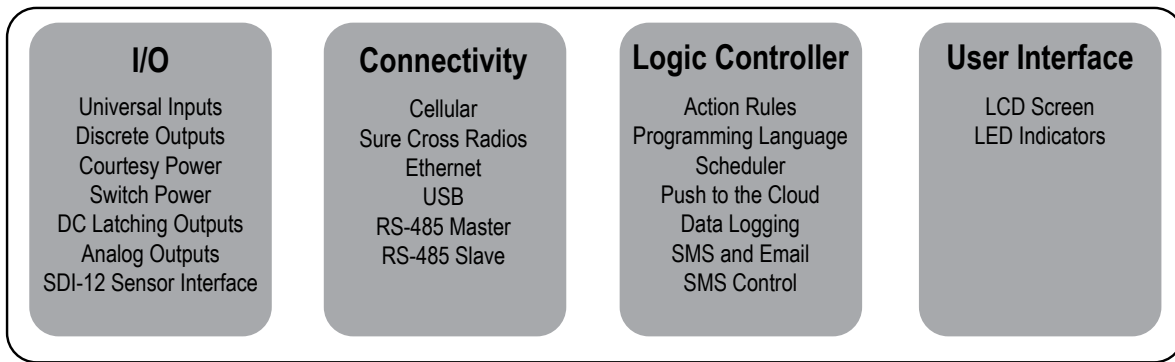 I/O
Universal Inputs
Discrete Outputs
Courtesy Power
Switch Power
DC Latching Outputs
Analog Outputs
SDI-12 Sensor Interface
Connectivity
Cellular
Sure Cross Radios
Ethernet
USB
RS-485 Master
RS-485 Slave
Logic Controller
Action Rules
Programming Language
Scheduler
Push to the Cloud
Data Logging
SMS and Email
SMS Control
User Interface
LCD Screen
LED Indicators